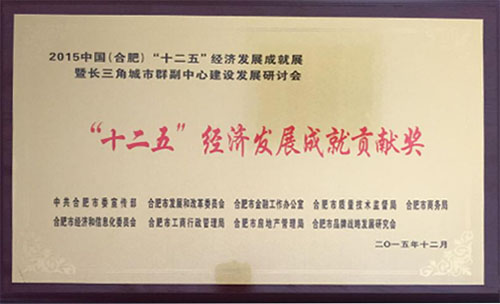 2015中国(合肥)“十二五”经济发展成就展
暨长三角城市群副中心建设发展研讨会
“十二五”经济发展成就贡献奖
中共合肥市委宣传部 合肥市发展和改革委员会 合肥市金融工作办公室 合肥市质量技术监督局 合肥市商务局
合肥市经济和信息化委员会 合肥市工商行政管理局 合肥市房地产管理局 合肥市品牌战略发展研究会
二〇一五年十二月